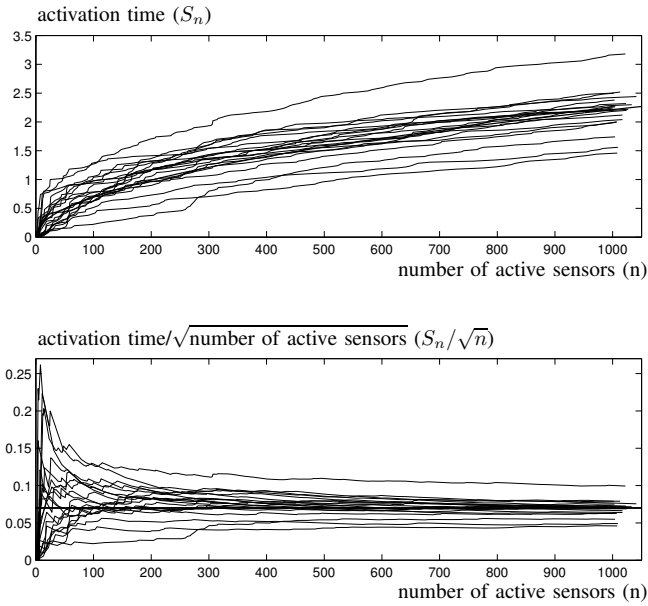 activation time (Sₙ)
3.5
3
2.5
2
1.5
1
0.5
0
0 100 200 300 400 500 600 700 800 900 1000
number of active sensors (n)
activation time/√number of active sensors (Sₙ/√n)
0.25
0.2
0.15
0.1
0.05
0
0 100 200 300 400 500 600 700 800 900 1000
number of active sensors (n)